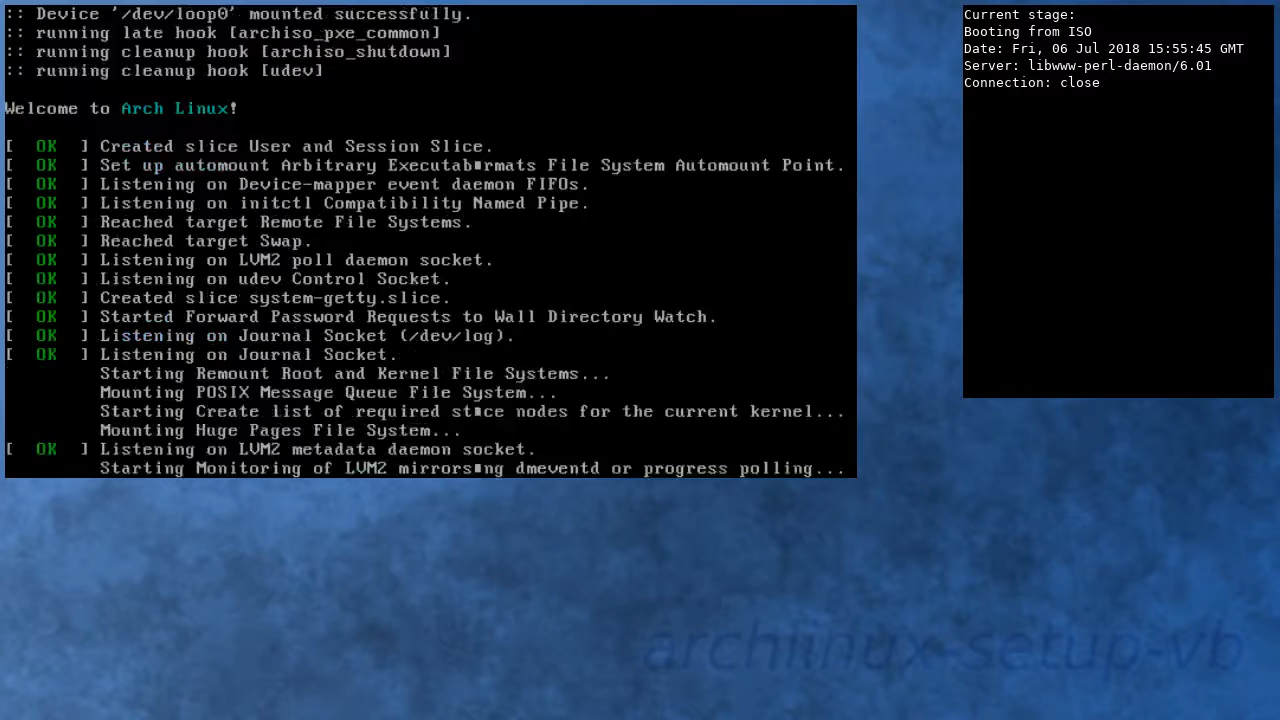 :: Device '/dev/loop0' mounted successfully.
:: running late hook [archiso_pxe_common]
:: running cleanup hook [archiso_shutdown]
:: running cleanup hook [udev]
Welcome to Arch Linux!
[ OK ] Created slice User and Session Slice.
[ OK ] Set up automount Arbitrary Executab■rmats File System Automount Point.
[ OK ] Listening on Device-mapper event daemon FIFOs.
[ OK ] Listening on initctl Compatibility Named Pipe.
[ OK ] Reached target Remote File Systems.
[ OK ] Reached target Swap.
[ OK ] Listening on LVM2 poll daemon socket.
[ OK ] Listening on udev Control Socket.
[ OK ] Created slice system-getty.slice.
[ OK ] Started Forward Password Requests to Wall Directory Watch.
[ OK ] Listening on Journal Socket (/dev/log).
[ OK ] Listening on Journal Socket.
Starting Remount Root and Kernel File Systems...
Mounting POSIX Message Queue File System...
Starting Create list of required st■ce nodes for the current kernel...
Mounting Huge Pages File System...
[ OK ] Listening on LVM2 metadata daemon socket.
Starting Monitoring of LVM2 mirrors■ng dmeventd or progress polling...
Current stage:
Booting from ISO
Date: Fri, 06 Jul 2018 15:55:45 GMT
Server: libwww-perl-daemon/6.01
Connection: close
archlinux-setup-vb